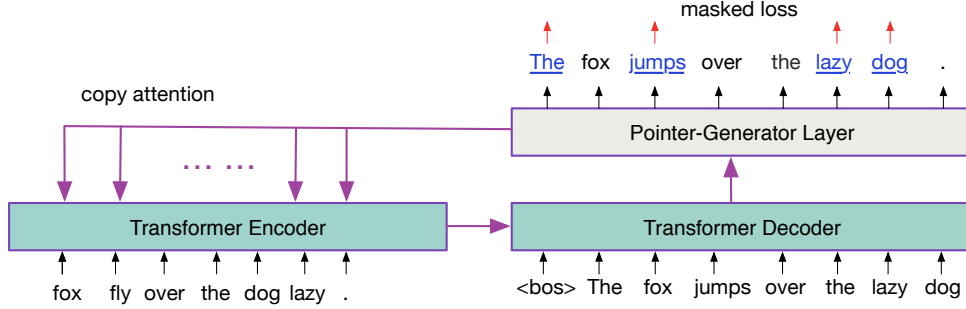 masked loss
The fox jumps over the lazy dog .
copy attention
Pointer-Generator Layer
... ...
Transformer Encoder
Transformer Decoder
fox fly over the dog lazy .
<bos> The fox jumps over the lazy dog